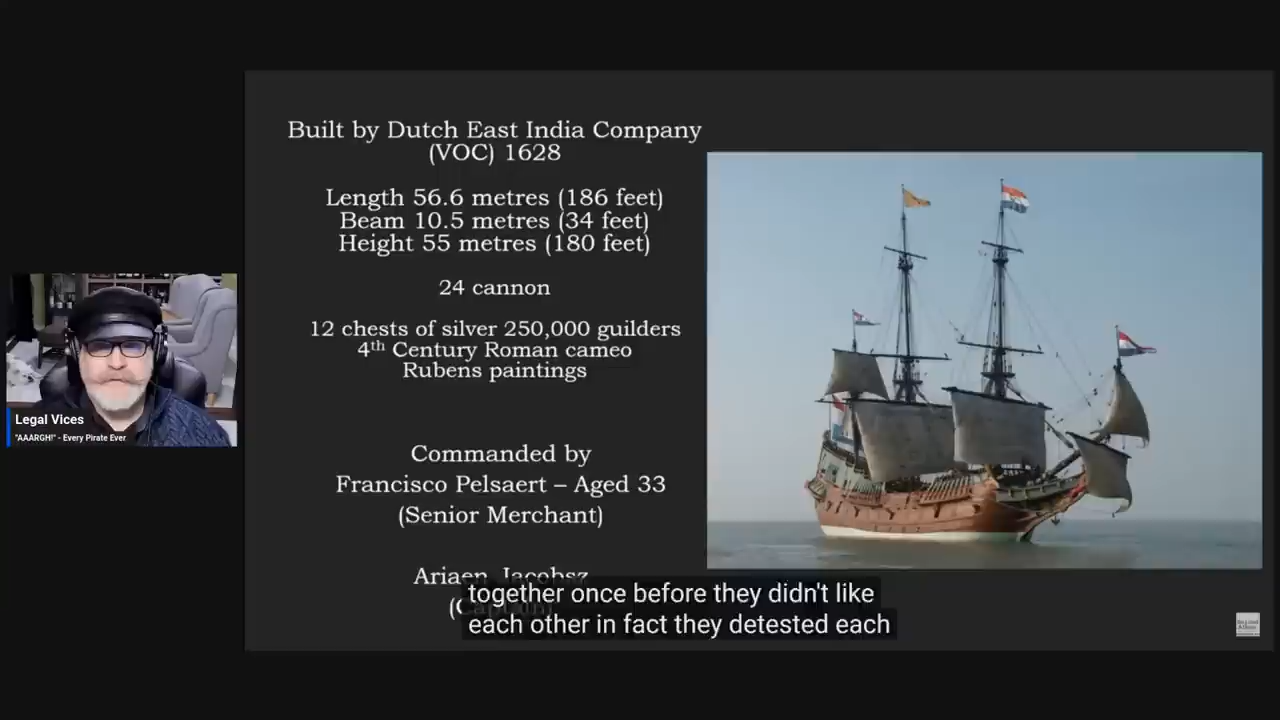 Built by Dutch East India Company
(VOC) 1628
Length 56.6 metres (186 feet)
Beam 10.5 metres (34 feet)
Height 55 metres (180 feet)
24 cannon
12 chests of silver 250,000 guilders
4th Century Roman cameo
Rubens paintings
Commanded by
Francisco Pelsaert – Aged 33
(Senior Merchant)
Ariaen Jacobsz
(Captain)
together once before they didn't like
each other in fact they detested each
Legal Vices
"AAARGH!" - Every Pirate Ever